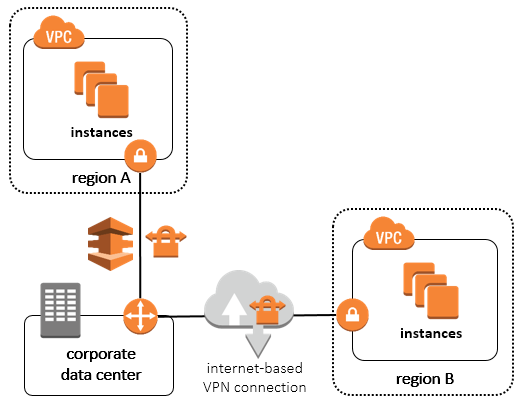 VPC
instances
region A
VPC
instances
region B
corporate
data center
internet-based
VPN connection